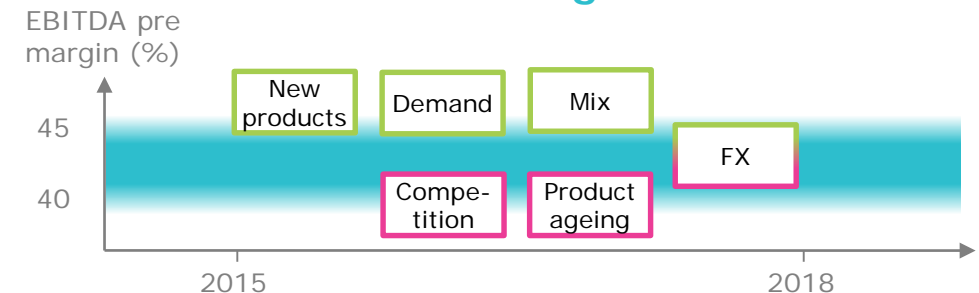 EBITDA pre
margin (%)
New
products
Demand
Mix
45
FX
40
Compe-
tition
Product
ageing
2015
2018